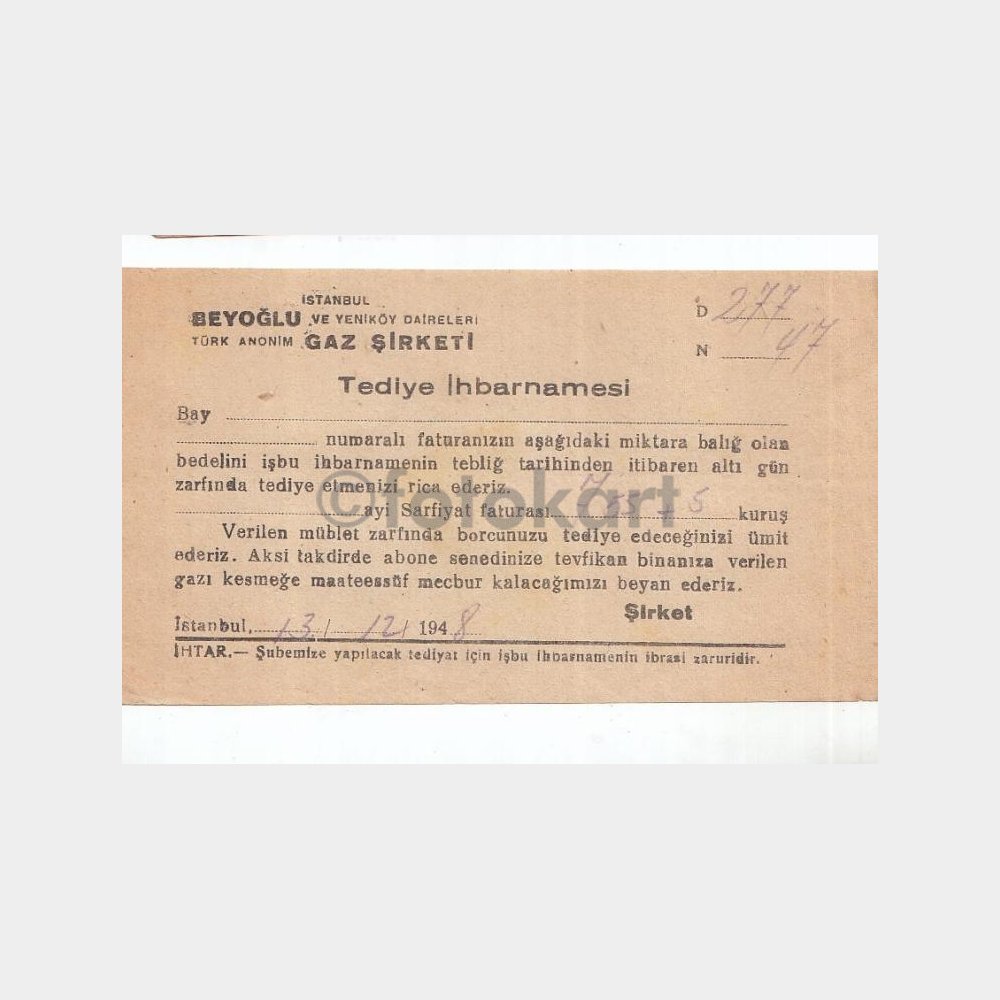 İSTANBUL
BEYOĞLU VE YENİKÖY DAİRELERİ
TÜRK ANONİM GAZ ŞİRKETİ
D 277
N 47
Tediye İhbarnamesi
Bay
numaralı faturanızın aşağıdaki miktara balığ olan
bedelini işbu ihbarnamenin tebliğ tarihinden itibaren altı gün
zarfında tediye etmenizi rica ederiz.
©fotokart
ayi Sarfiyat faturası kuruş
Verilen müblet zarfında borcunuzu tediye edeceğinizi ümit
ederiz. Aksi takdirde abone senedinize tevfikan binanıza verilen
gazı kesmeğe maateessüf mecbur kalacağımızı beyan ederiz.
Şirket
İstanbul, 13 / 12 / 1948
İHTAR.— Şubemize yapılacak tediyat için işbu ihbarnamenin ibrazi zaruridir.